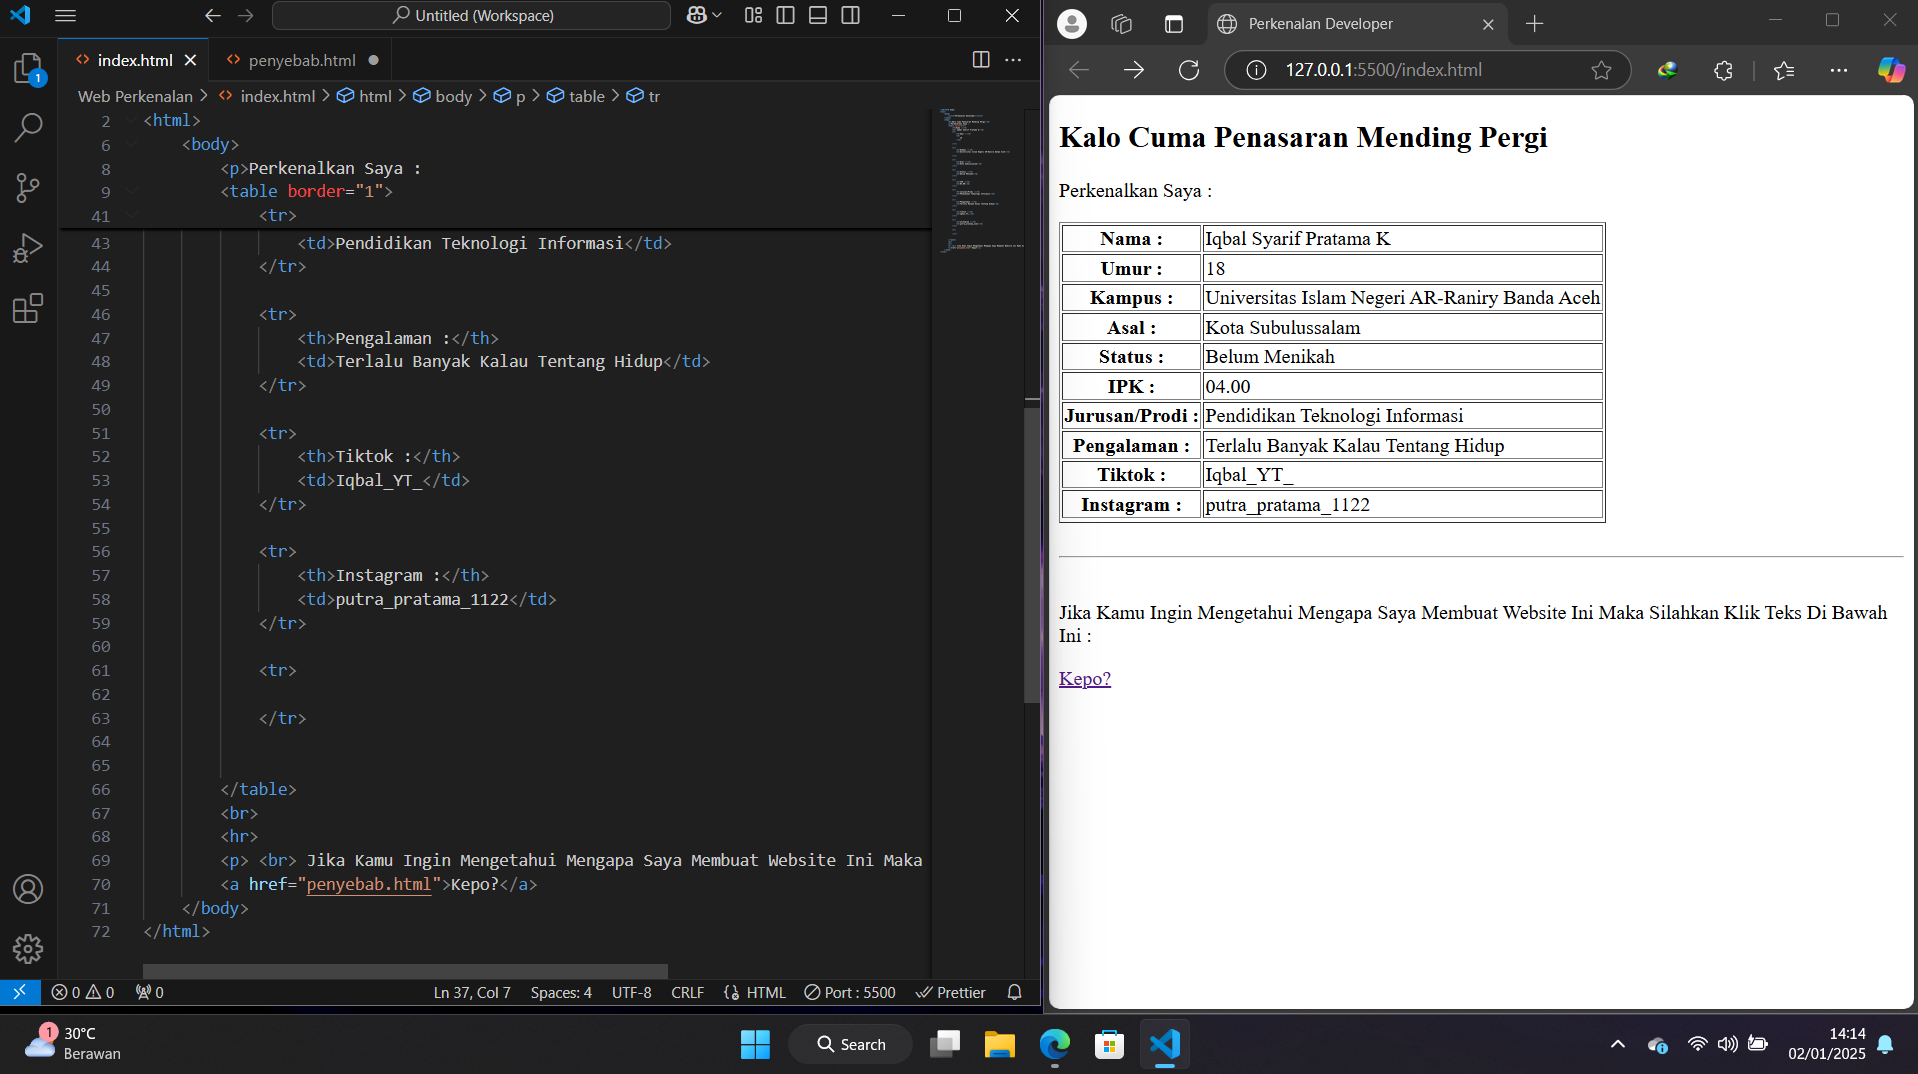 Untitled (Workspace)
index.html
penyebab.html
Web Perkenalan > index.html > html > body > p > table > tr
2 <html>
6 <body>
8 <p>Perkenalkan Saya :
9 <table border="1">
41 <tr>
43 <td>Pendidikan Teknologi Informasi</td>
44 </tr>
45
46 <tr>
47 <th>Pengalaman :</th>
48 <td>Terlalu Banyak Kalau Tentang Hidup</td>
49 </tr>
50
51 <tr>
52 <th>Tiktok :</th>
53 <td>Iqbal_YT_</td>
54 </tr>
55
56 <tr>
57 <th>Instagram :</th>
58 <td>putra_pratama_1122</td>
59 </tr>
60
61 <tr>
62
63 </tr>
64
65
66 </table>
67 <br>
68 <hr>
69 <p> <br> Jika Kamu Ingin Mengetahui Mengapa Saya Membuat Website Ini Maka
70 <a href="penyebab.html">Kepo?</a>
71 </body>
72 </html>
1
0 0 0 Ln 37, Col 7 Spaces: 4 UTF-8 CRLF HTML Port : 5500 Prettier
Perkenalan Developer
127.0.0.1:5500/index.html
Kalo Cuma Penasaran Mending Pergi
Perkenalkan Saya :
Nama : Iqbal Syarif Pratama K
Umur : 18
Kampus : Universitas Islam Negeri AR-Raniry Banda Aceh
Asal : Kota Subulussalam
Status : Belum Menikah
IPK : 04.00
Jurusan/Prodi : Pendidikan Teknologi Informasi
Pengalaman : Terlalu Banyak Kalau Tentang Hidup
Tiktok : Iqbal_YT_
Instagram : putra_pratama_1122
Jika Kamu Ingin Mengetahui Mengapa Saya Membuat Website Ini Maka Silahkan Klik Teks Di Bawah
Ini :
Kepo?
1
30°C
Berawan
Search
14:14
02/01/2025